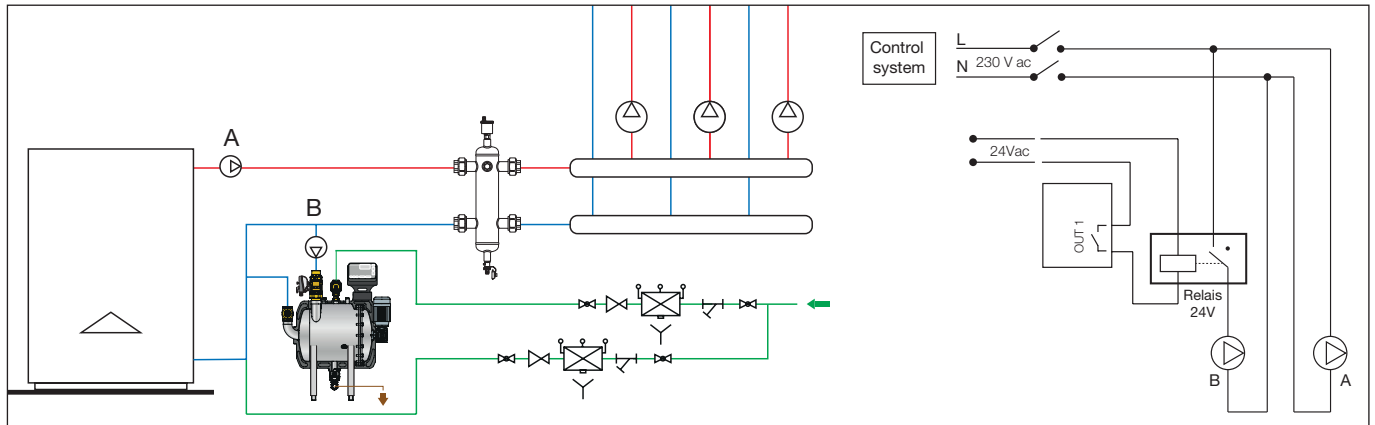 A
B
Control
system
L
230 V ac
N
24Vac
OUT 1
Relais
24V
B
A